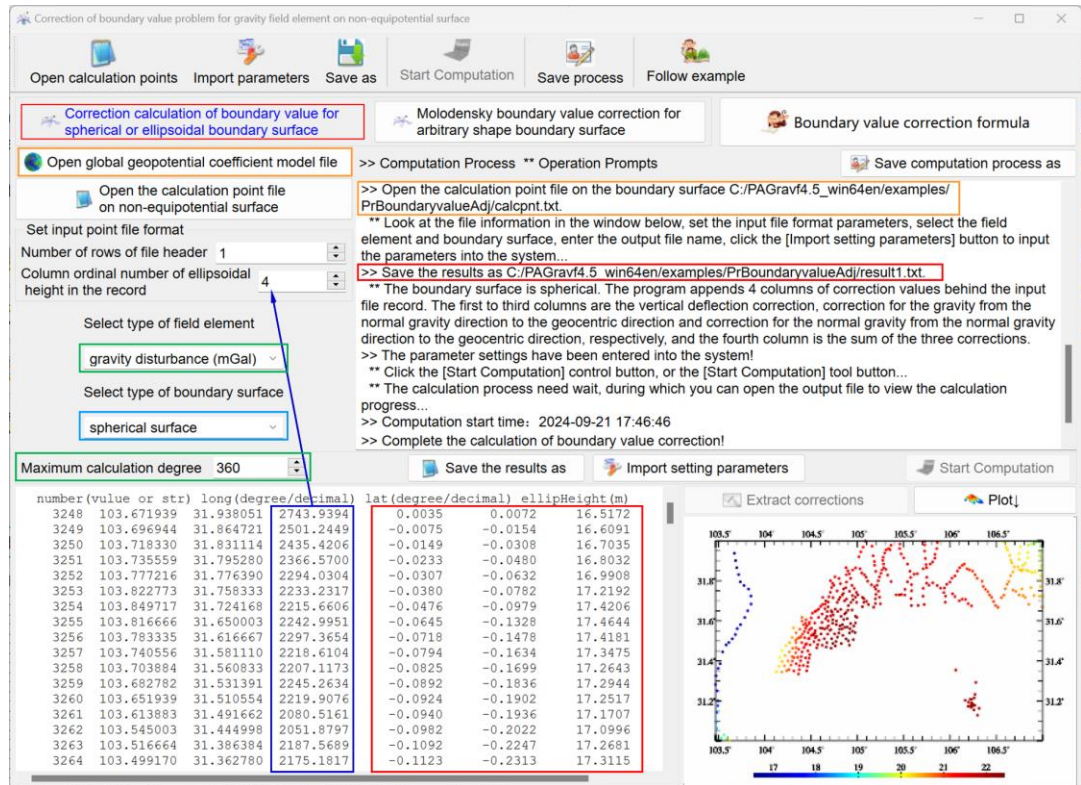 Correction of boundary value problem for gravity field element on non-equipotential surface
Open calculation points
Import parameters
Save as
Start Computation
Save process
Follow example
Correction calculation of boundary value for
spherical or ellipsoidal boundary surface
Molodensky boundary value correction for
arbitrary shape boundary surface
Boundary value correction formula
Open global geopotential coefficient model file
>> Computation Process ** Operation Prompts
Save computation process as
Open the calculation point file
on non-equipotential surface
Set input point file format
Number of rows of file header 1
Column ordinal number of ellipsoidal
height in the record
4
Select type of field element
gravity disturbance (mGal)
Select type of boundary surface
spherical surface
>> Open the calculation point file on the boundary surface C:/PAGravf4.5_win64en/examples/
PrBoundaryvalueAdj/calcpnt.txt.
** Look at the file information in the window below, set the input file format parameters, select the field
element and boundary surface, enter the output file name, click the [Import setting parameters] button to input
the parameters into the system...
>> Save the results as C:/PAGravf4.5_win64en/examples/PrBoundaryvalueAdj/result1.txt.
** The boundary surface is spherical. The program appends 4 columns of correction values behind the input
file record. The first to third columns are the vertical deflection correction, correction for the gravity from the
normal gravity direction to the geocentric direction and correction for the normal gravity from the normal gravity
direction to the geocentric direction, respectively, and the fourth column is the sum of the three corrections.
>> The parameter settings have been entered into the system!
** Click the [Start Computation] control button, or the [Start Computation] tool button...
** The calculation process need wait, during which you can open the output file to view the calculation
progress...
>> Computation start time: 2024-09-21 17:46:46
>> Complete the calculation of boundary value correction!
Maximum calculation degree 360
Save the results as
Import setting parameters
Start Computation
number(vulue or str) long(degree/decimal) lat(degree/decimal) ellipHeight(m)
3248 103.671939 31.938051 2743.9394 0.0035 0.0072 16.5172
3249 103.696944 31.864721 2501.2449 -0.0075 -0.0154 16.6091
3250 103.718330 31.831114 2435.4206 -0.0149 -0.0308 16.7035
3251 103.735559 31.795280 2366.5700 -0.0233 -0.0480 16.8032
3252 103.777216 31.776390 2294.0304 -0.0307 -0.0632 16.9908
3253 103.822773 31.758333 2233.2317 -0.0380 -0.0782 17.2192
3254 103.849717 31.724168 2215.6606 -0.0476 -0.0979 17.4206
3255 103.816666 31.650003 2242.9951 -0.0645 -0.1328 17.4644
3256 103.783335 31.616667 2297.3654 -0.0718 -0.1478 17.4181
3257 103.740556 31.581110 2218.6104 -0.0794 -0.1634 17.3475
3258 103.703884 31.560833 2207.1173 -0.0825 -0.1699 17.2643
3259 103.682782 31.531391 2245.2634 -0.0892 -0.1836 17.2944
3260 103.651939 31.510554 2219.9076 -0.0924 -0.1902 17.2517
3261 103.613883 31.491662 2080.5161 -0.0940 -0.1936 17.1707
3262 103.545003 31.444998 2051.8797 -0.0982 -0.2022 17.0996
3263 103.516664 31.386384 2187.5689 -0.1092 -0.2247 17.2681
3264 103.499170 31.362780 2175.1817 -0.1123 -0.2313 17.3115
Extract corrections
Plot↓
103.5° 104° 104.5° 105° 105.5° 106° 106.5°
31.8° 31.8°
31.6° 31.6°
31.4° 31.4°
31.2° 31.2°
103.5° 104° 104.5° 105° 105.5° 106° 106.5°
17 18 19 20 21 22